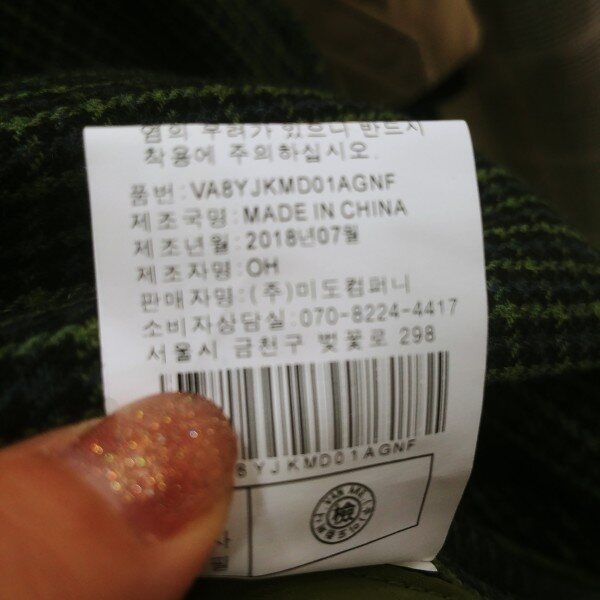 염의 우려가 있으니 반드시
착용에 주의하십시오.
품번:VA8YJKMD01AGNF
제조국명:MADE IN CHINA
제조년월:2018년07월
제조자명:OH
판매자명:(주)미도컴퍼니
소비자상담실:070-8224-4417
서울시 금천구 벚꽃로 298
8YJKMD01AGNF
檢